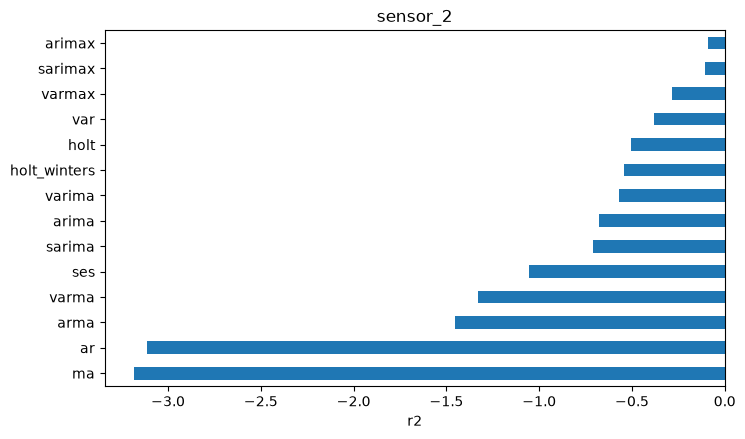 sensor_2
arimax
sarimax
varmax
var
holt
holt_winters
varima
arima
sarima
ses
varma
arma
ar
ma
−3.0 −2.5 −2.0 −1.5 −1.0 −0.5 0.0
r2